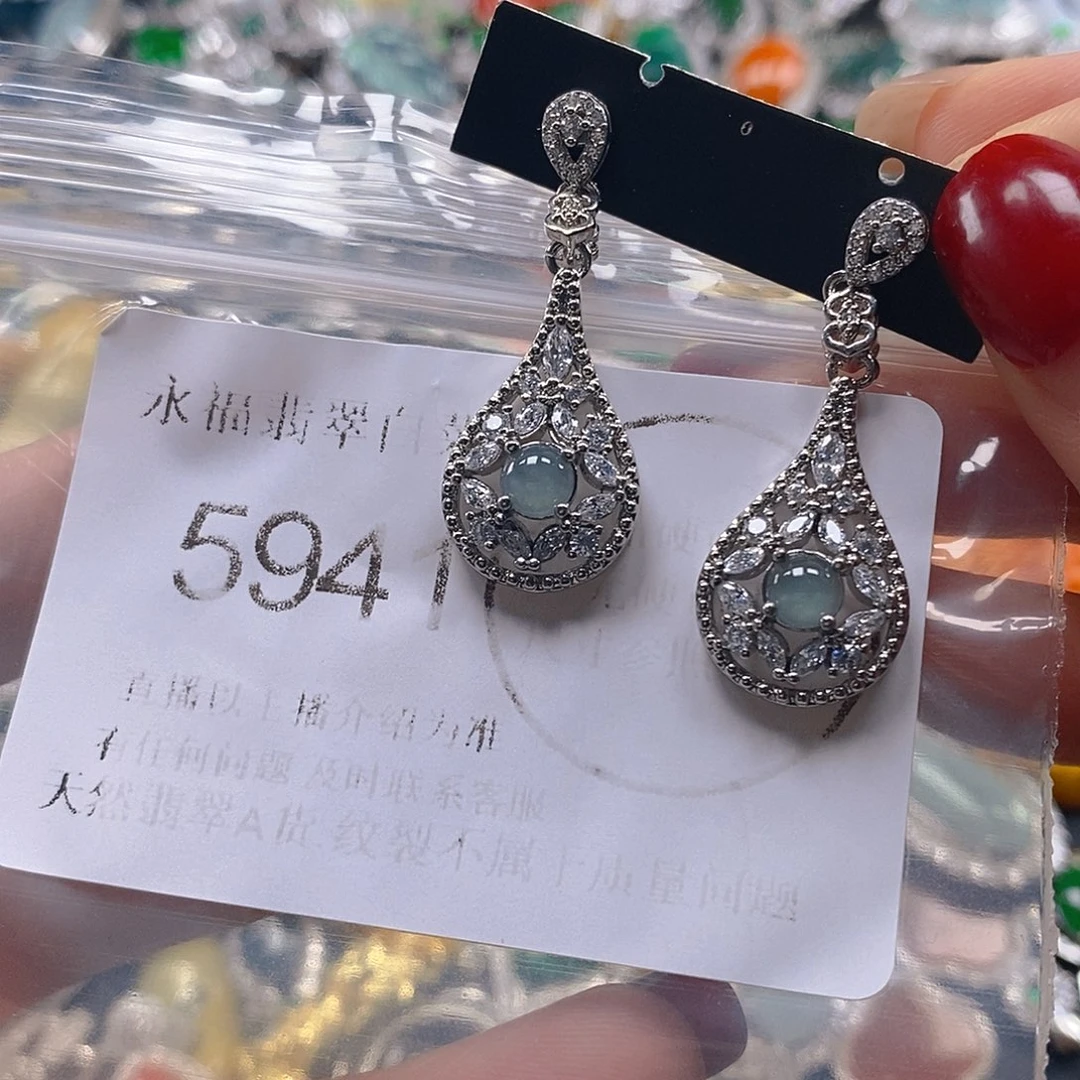 永福翡翠白
5941
直播以主播介绍为准
有任何问题 及时联系客服
天然翡翠A货 纹裂不属于质量问题